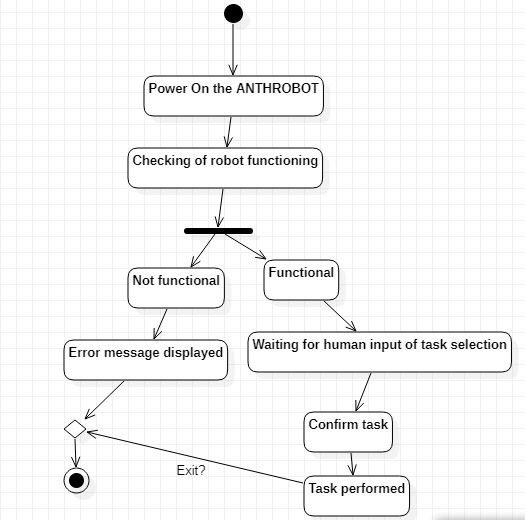 Power On the ANTHROBOT
Checking of robot functioning
Not functional
Functional
Error message displayed
Waiting for human input of task selection
Confirm task
Exit?
Task performed